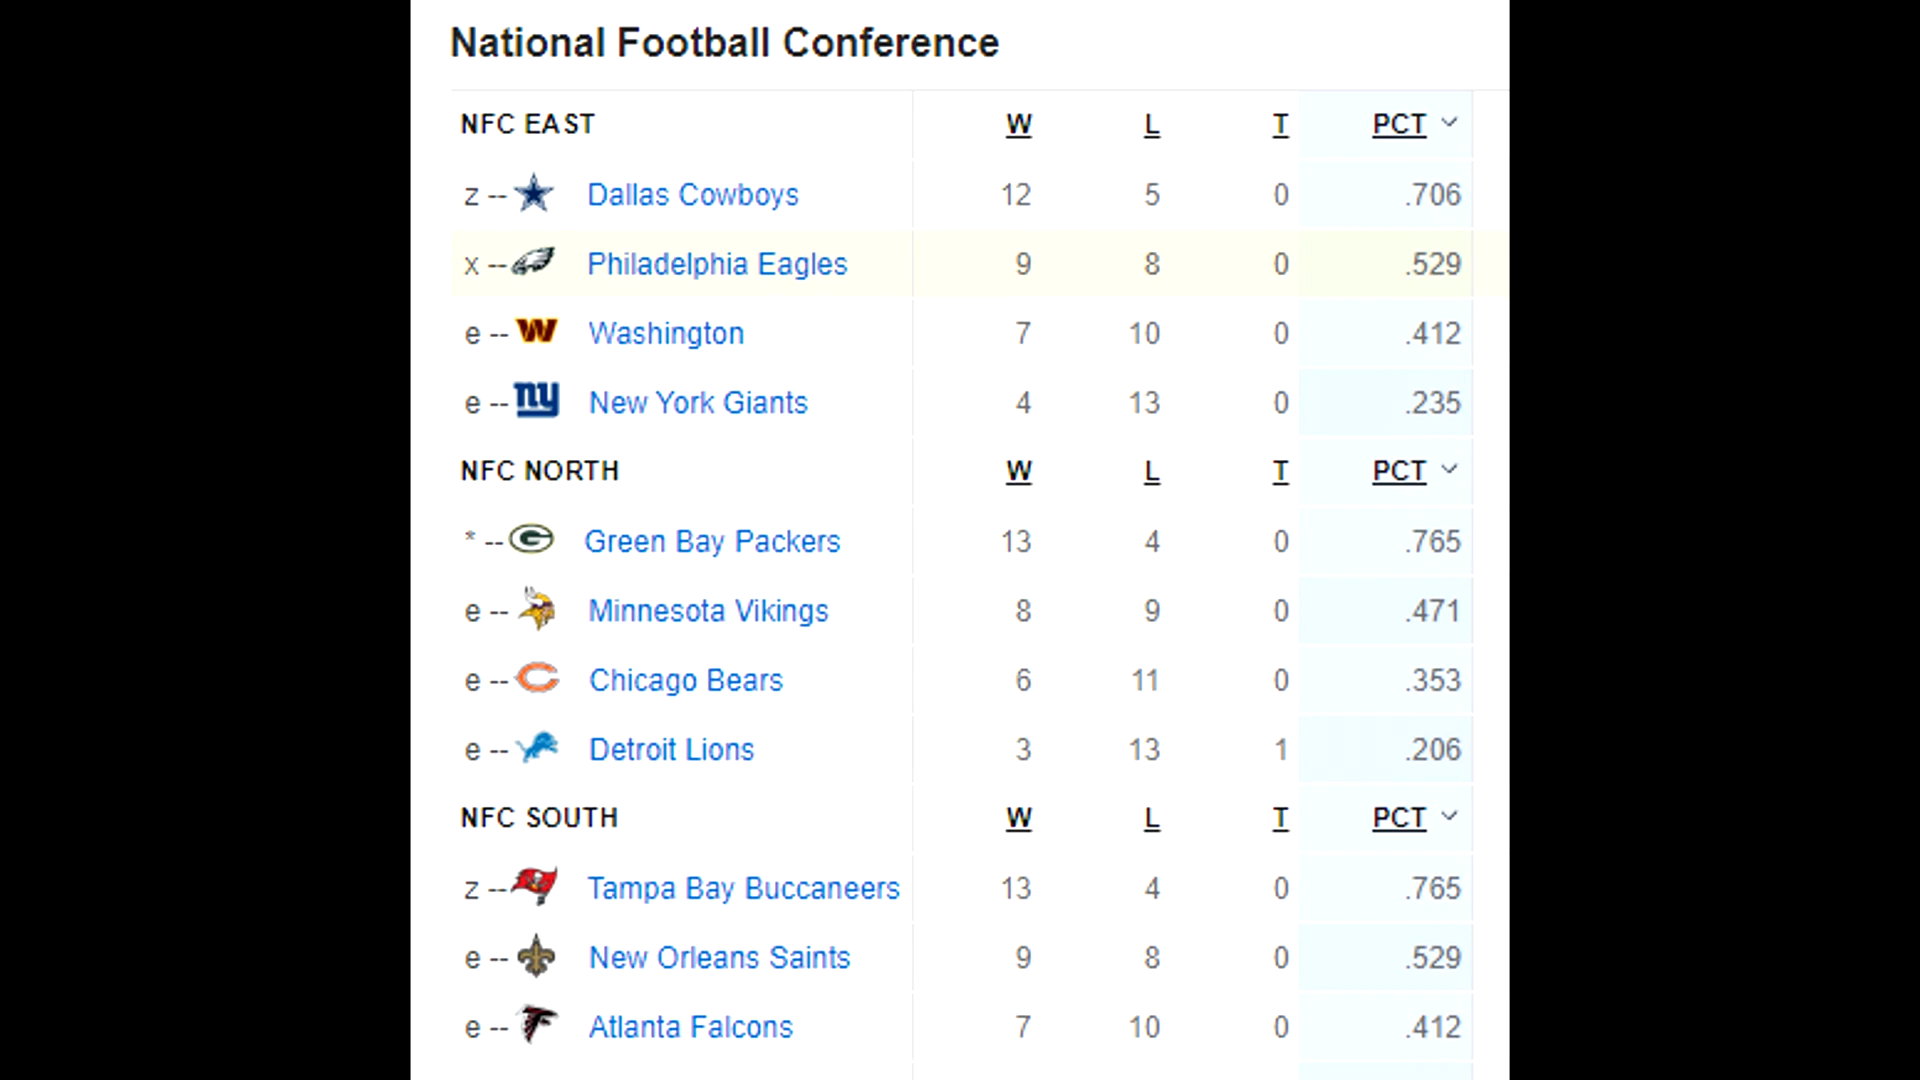 National Football Conference
NFC EAST W L T PCT
z -- Dallas Cowboys 12 5 0 .706
x -- Philadelphia Eagles 9 8 0 .529
e -- W Washington 7 10 0 .412
e -- ny New York Giants 4 13 0 .235
NFC NORTH W L T PCT
* -- G Green Bay Packers 13 4 0 .765
e -- Minnesota Vikings 8 9 0 .471
e -- C Chicago Bears 6 11 0 .353
e -- Detroit Lions 3 13 1 .206
NFC SOUTH W L T PCT
z -- Tampa Bay Buccaneers 13 4 0 .765
e -- New Orleans Saints 9 8 0 .529
e -- Atlanta Falcons 7 10 0 .412